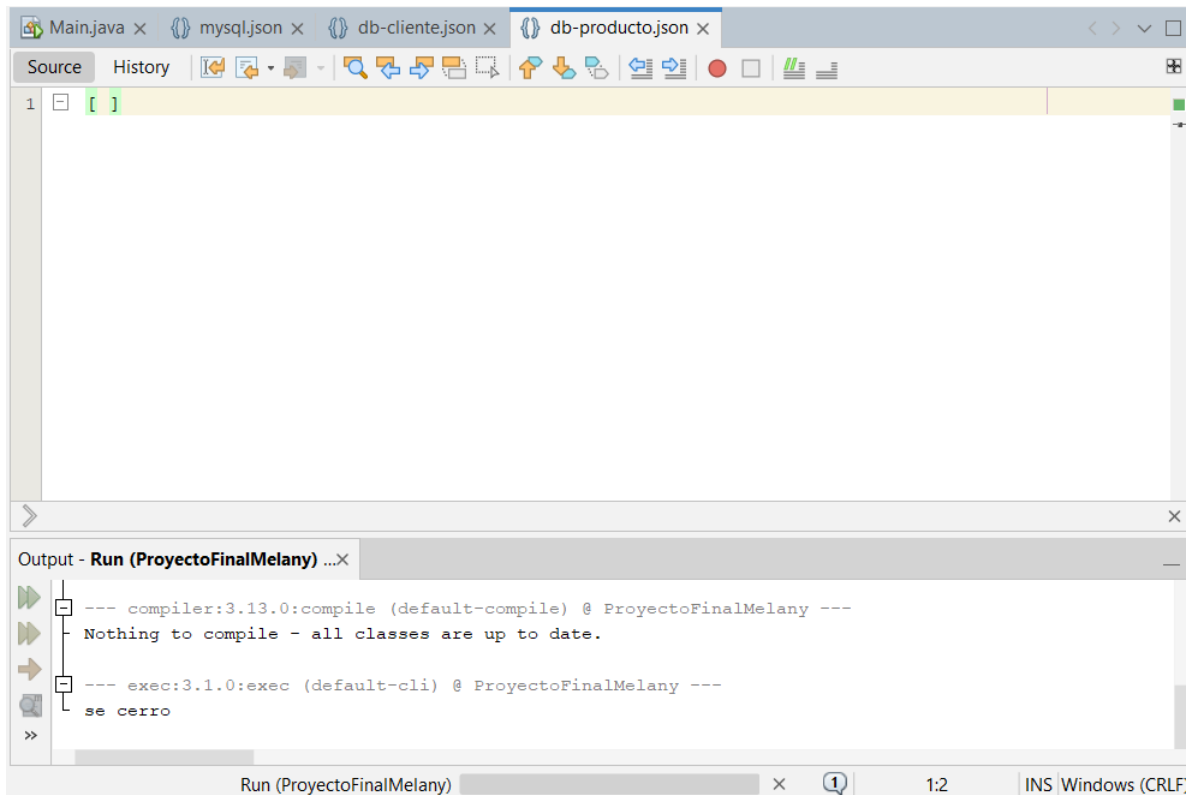 Main.java mysql.json db-cliente.json db-producto.json
Source History
1 [ ]
Output - Run (ProyectoFinalMelany) ...
--- compiler:3.13.0:compile (default-compile) @ ProyectoFinalMelany ---
Nothing to compile - all classes are up to date.
--- exec:3.1.0:exec (default-cli) @ ProyectoFinalMelany ---
se cerro
Run (ProyectoFinalMelany) 1 1:2 INS Windows (CRLF)